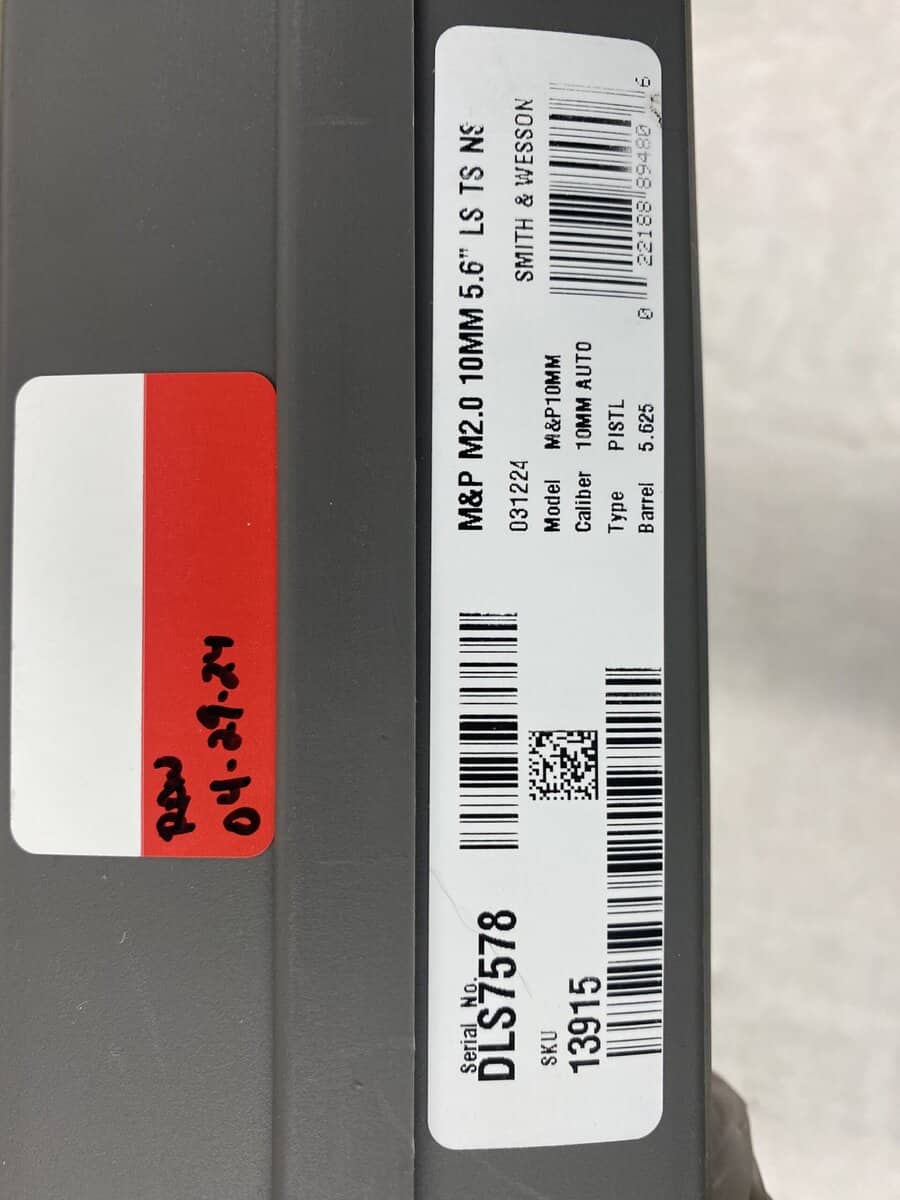 RAW
04-29-24
M&P M2.0 10MM 5.6" LS TS NS
031224
SMITH & WESSON
Model M&P10MM
Caliber 10MM AUTO
Type PISTL
Barrel 5.625
0 22188 89480 6
Serial No.
DLS7578
SKU
13915